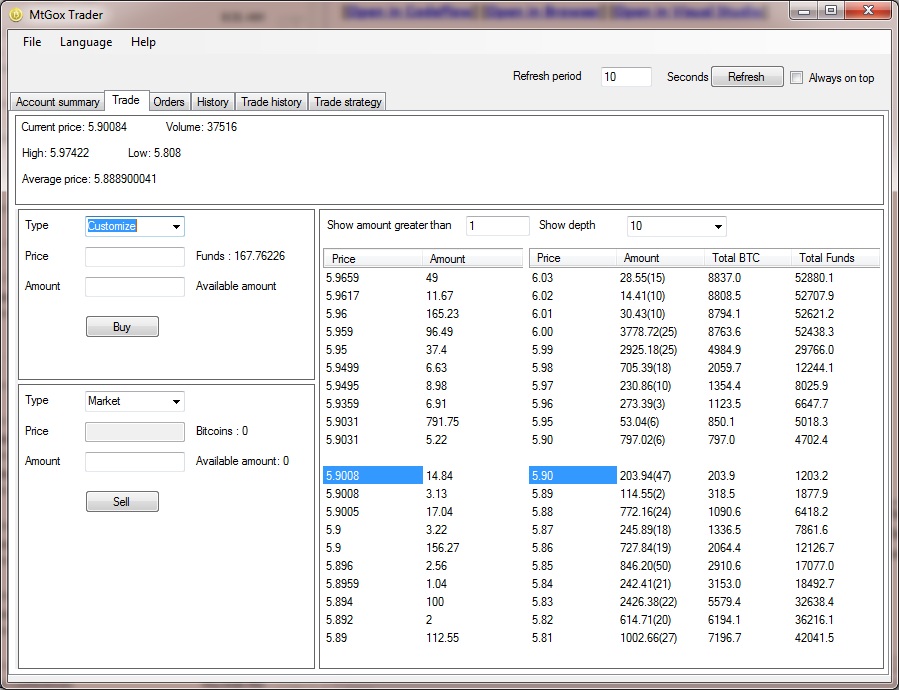 MtGox Trader
[Open in CodeFlow] [Open in Browser] [Open in Visual Studio]
File Language Help
Refresh period 10 Seconds Refresh Always on top
Account summary Trade Orders History Trade history Trade strategy
Current price: 5.90084 Volume: 37516
High: 5.97422 Low: 5.808
Average price: 5.888900041
Type Customize
Price Funds : 167.76226
Amount Available amount
Buy
Type Market
Price Bitcoins : 0
Amount Available amount: 0
Sell
Show amount greater than 1 Show depth 10
Price Amount Price Amount Total BTC Total Funds
5.9659 49 6.03 28.55(15) 8837.0 52880.1
5.9617 11.67 6.02 14.41(10) 8808.5 52707.9
5.96 165.23 6.01 30.43(10) 8794.1 52621.2
5.959 96.49 6.00 3778.72(25) 8763.6 52438.3
5.95 37.4 5.99 2925.18(25) 4984.9 29766.0
5.9499 6.63 5.98 705.39(18) 2059.7 12244.1
5.9495 8.98 5.97 230.86(10) 1354.4 8025.9
5.9359 6.91 5.96 273.39(3) 1123.5 6647.7
5.9031 791.75 5.95 53.04(6) 850.1 5018.3
5.9031 5.22 5.90 797.02(6) 797.0 4702.4
5.9008 14.84 5.90 203.94(47) 203.9 1203.2
5.9008 3.13 5.89 114.55(2) 318.5 1877.9
5.9005 17.04 5.88 772.16(24) 1090.6 6418.2
5.9 3.22 5.87 245.89(18) 1336.5 7861.6
5.9 156.27 5.86 727.84(19) 2064.4 12126.7
5.896 2.56 5.85 846.20(50) 2910.6 17077.0
5.8959 1.04 5.84 242.41(21) 3153.0 18492.7
5.894 100 5.83 2426.38(22) 5579.4 32638.4
5.892 2 5.82 614.71(20) 6194.1 36216.1
5.89 112.55 5.81 1002.66(27) 7196.7 42041.5